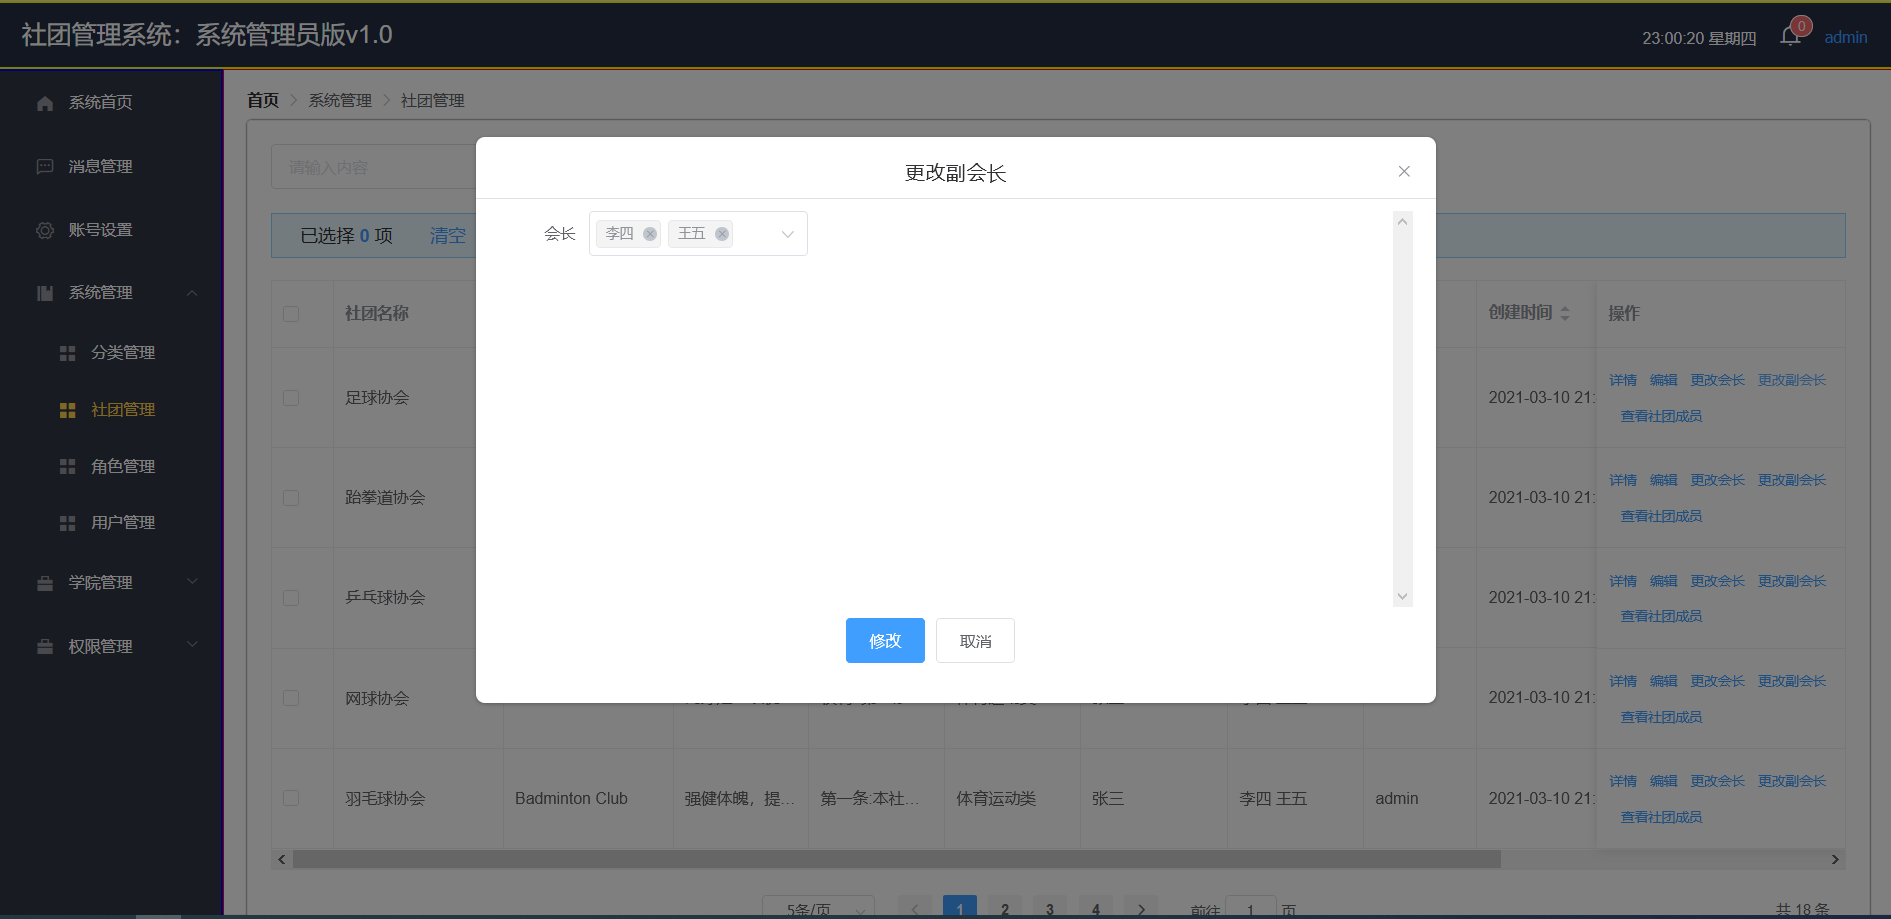 社团管理系统：系统管理员版v1.0
23:00:20 星期四
0
admin
系统首页
消息管理
账号设置
系统管理
分类管理
社团管理
角色管理
用户管理
学院管理
权限管理
首页 系统管理 社团管理
请输入内容
已选择 0 项 清空
更改副会长
会长 李四 王五
修改 取消
社团名称 创建时间 操作
足球协会 2021-03-10 21: 详情 编辑 更改会长 更改副会长
查看社团成员
跆拳道协会 2021-03-10 21: 详情 编辑 更改会长 更改副会长
查看社团成员
乒乓球协会 2021-03-10 21: 详情 编辑 更改会长 更改副会长
查看社团成员
网球协会 2021-03-10 21: 详情 编辑 更改会长 更改副会长
查看社团成员
羽毛球协会 Badminton Club 强健体魄，提... 第一条:本社... 体育运动类 张三 李四 王五 admin 2021-03-10 21: 详情 编辑 更改会长 更改副会长
查看社团成员
5条/页 1 2 3 4 前往 1 页 共 18 条